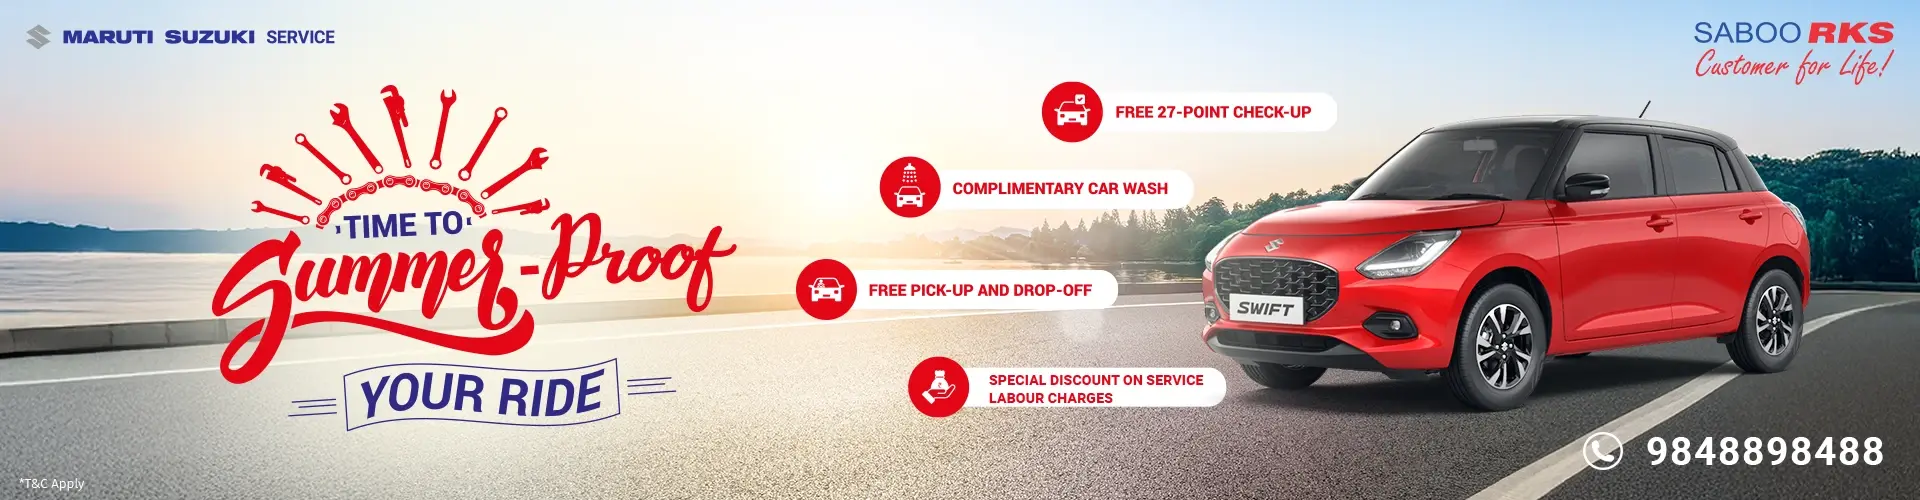 MARUTI SUZUKI SERVICE
SABOO RKS
Customer for Life!
TIME TO
Summer-Proof
YOUR RIDE
FREE 27-POINT CHECK-UP
COMPLIMENTARY CAR WASH
FREE PICK-UP AND DROP-OFF
SPECIAL DISCOUNT ON SERVICE
LABOUR CHARGES
SWIFT
9848898488
*T&C Apply